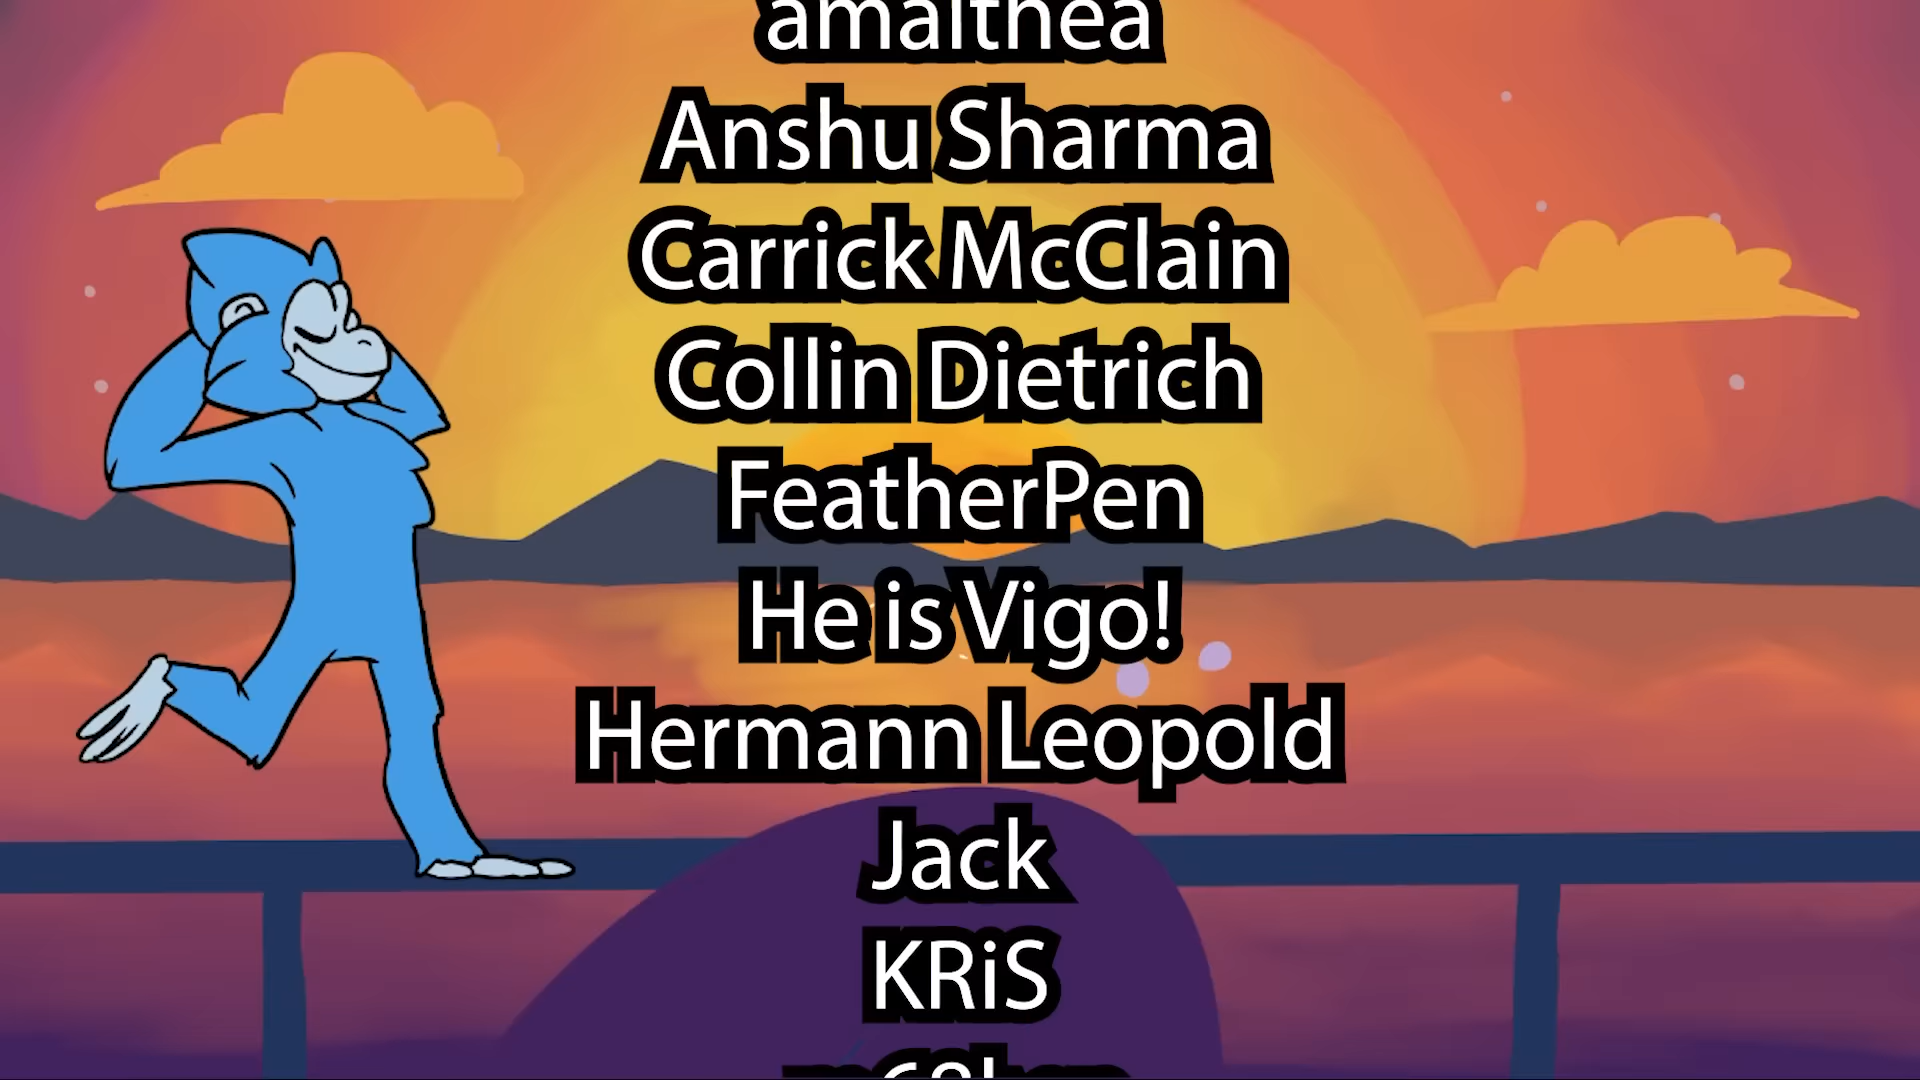 amalthea
Anshu Sharma
Carrick McClain
Collin Dietrich
FeatherPen
He is Vigo!
Hermann Leopold
Jack
KRiS